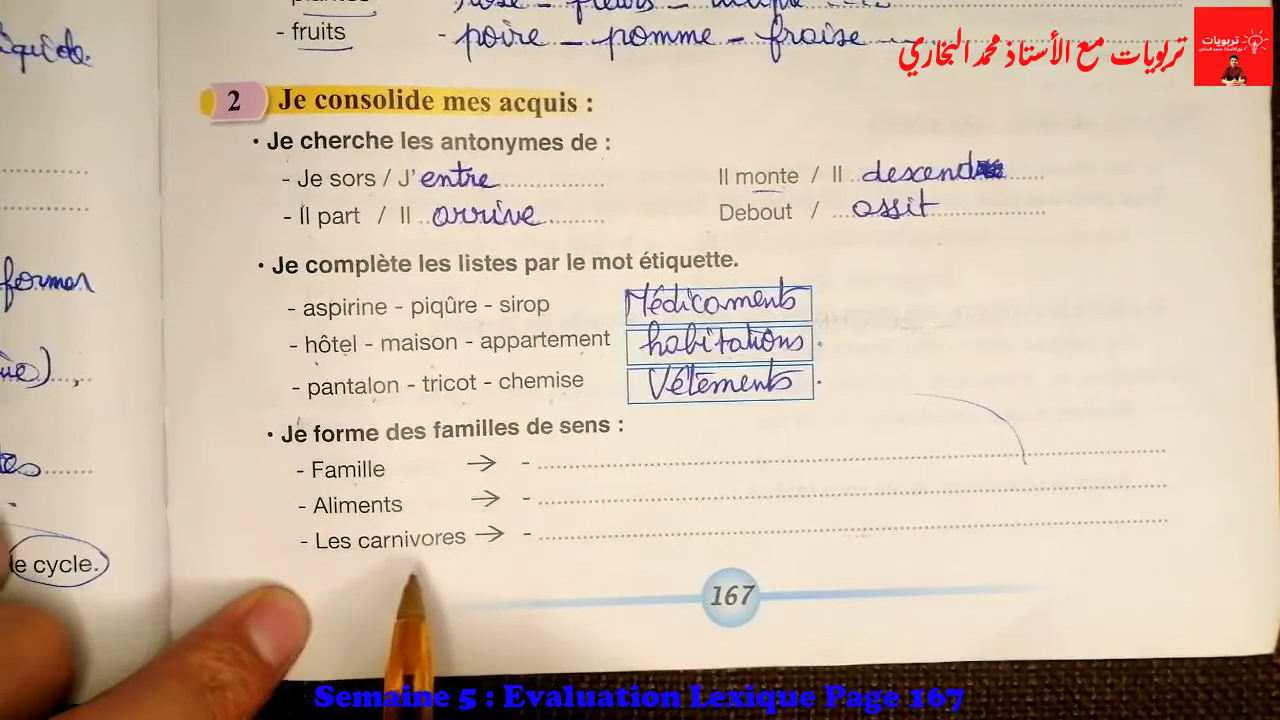 - fruits - poire - pomme - fraise
تربويات مع الأستاذ محمد البخاري
تربويات
2 Je consolide mes acquis :
• Je cherche les antonymes de :
- Je sors / J' entre Il monte / Il descend
- Il part / Il arrive Debout / assit
• Je complète les listes par le mot étiquette.
- aspirine - piqûre - sirop Médicaments
- hôtel - maison - appartement habitations.
- pantalon - tricot - chemise Vêtements.
• Je forme des familles de sens :
- Famille → -
- Aliments → -
- Les carnivores → -
le cycle.
167
Semaine 5 : Evaluation Lexique Page 167